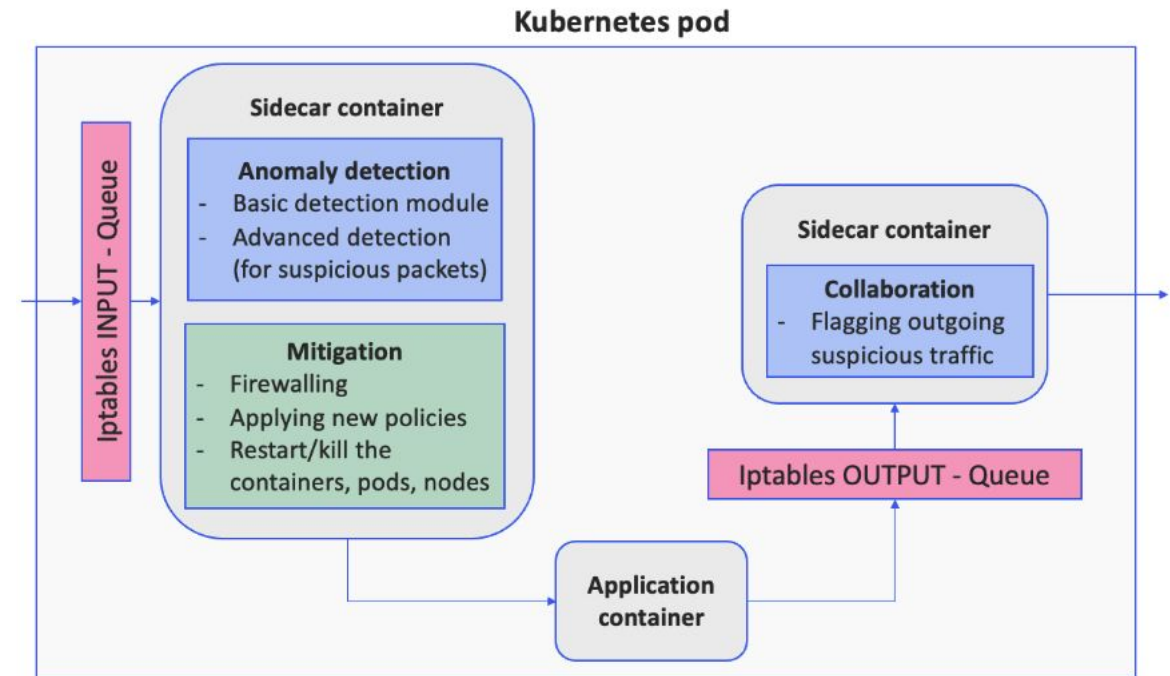 Kubernetes pod
Iptables INPUT - Queue
Sidecar container
Anomaly detection
- Basic detection module
- Advanced detection
(for suspicious packets)
Mitigation
- Firewalling
- Applying new policies
- Restart/kill the
containers, pods, nodes
Application
container
Iptables OUTPUT - Queue
Sidecar container
Collaboration
- Flagging outgoing
suspicious traffic